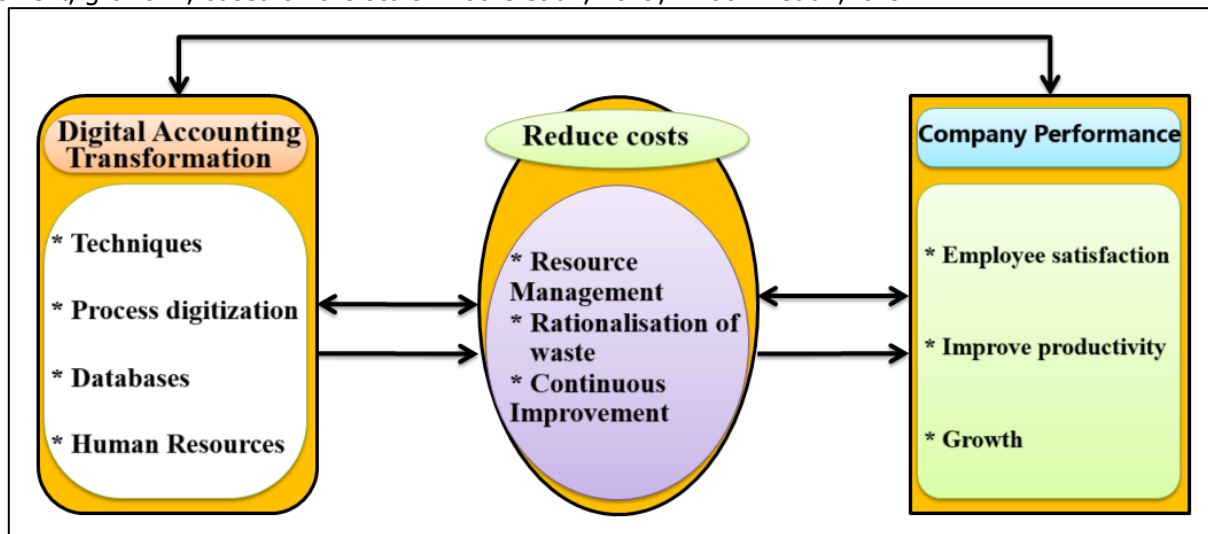 Digital Accounting
Transformation
* Techniques
* Process digitization
* Databases
* Human Resources
Reduce costs
* Resource
Management
* Rationalisation of
waste
* Continuous
Improvement
Company Performance
* Employee satisfaction
* Improve productivity
* Growth